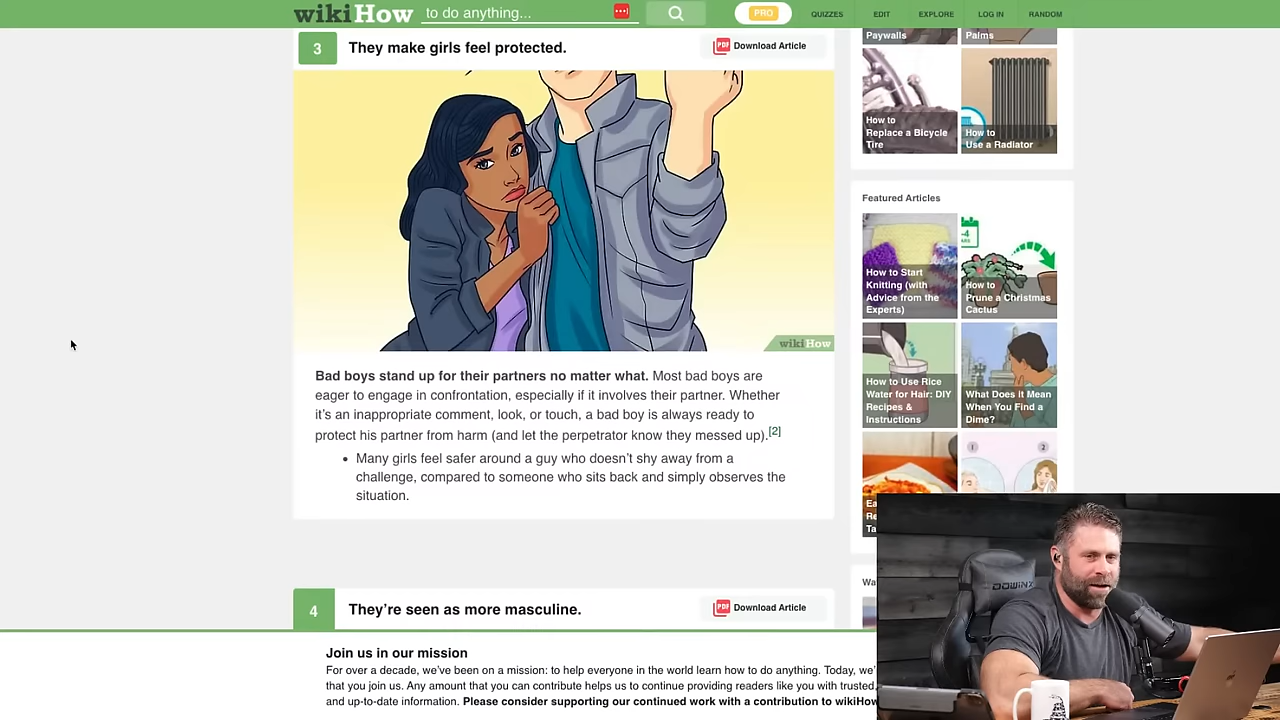 wikiHow to do anything... PRO QUIZZES EDIT EXPLORE LOG IN RANDOM
3 They make girls feel protected. PDF Download Article
wikiHow
Bad boys stand up for their partners no matter what. Most bad boys are
eager to engage in confrontation, especially if it involves their partner. Whether
it's an inappropriate comment, look, or touch, a bad boy is always ready to
protect his partner from harm (and let the perpetrator know they messed up).[2]
• Many girls feel safer around a guy who doesn't shy away from a
challenge, compared to someone who sits back and simply observes the
situation.
4 They're seen as more masculine. PDF Download Article
Paywalls
Palms
How to
Replace a Bicycle
Tire
How to
Use a Radiator
Featured Articles
How to Start
Knitting (with
Advice from the
Experts)
-4
How to
Prune a Christmas
Cactus
How to Use Rice
Water for Hair: DIY
Recipes &
Instructions
What Does it Mean
When You Find a
Dime?
1 2
Ea
Re
Ta
Wa
DOWINX
Join us in our mission
For over a decade, we've been on a mission: to help everyone in the world learn how to do anything. Today, we'
that you join us. Any amount that you can contribute helps us to continue providing readers like you with trusted,
and up-to-date information. Please consider supporting our continued work with a contribution to wikiHow